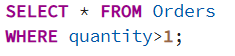 SELECT * FROM Orders
WHERE quantity>1;